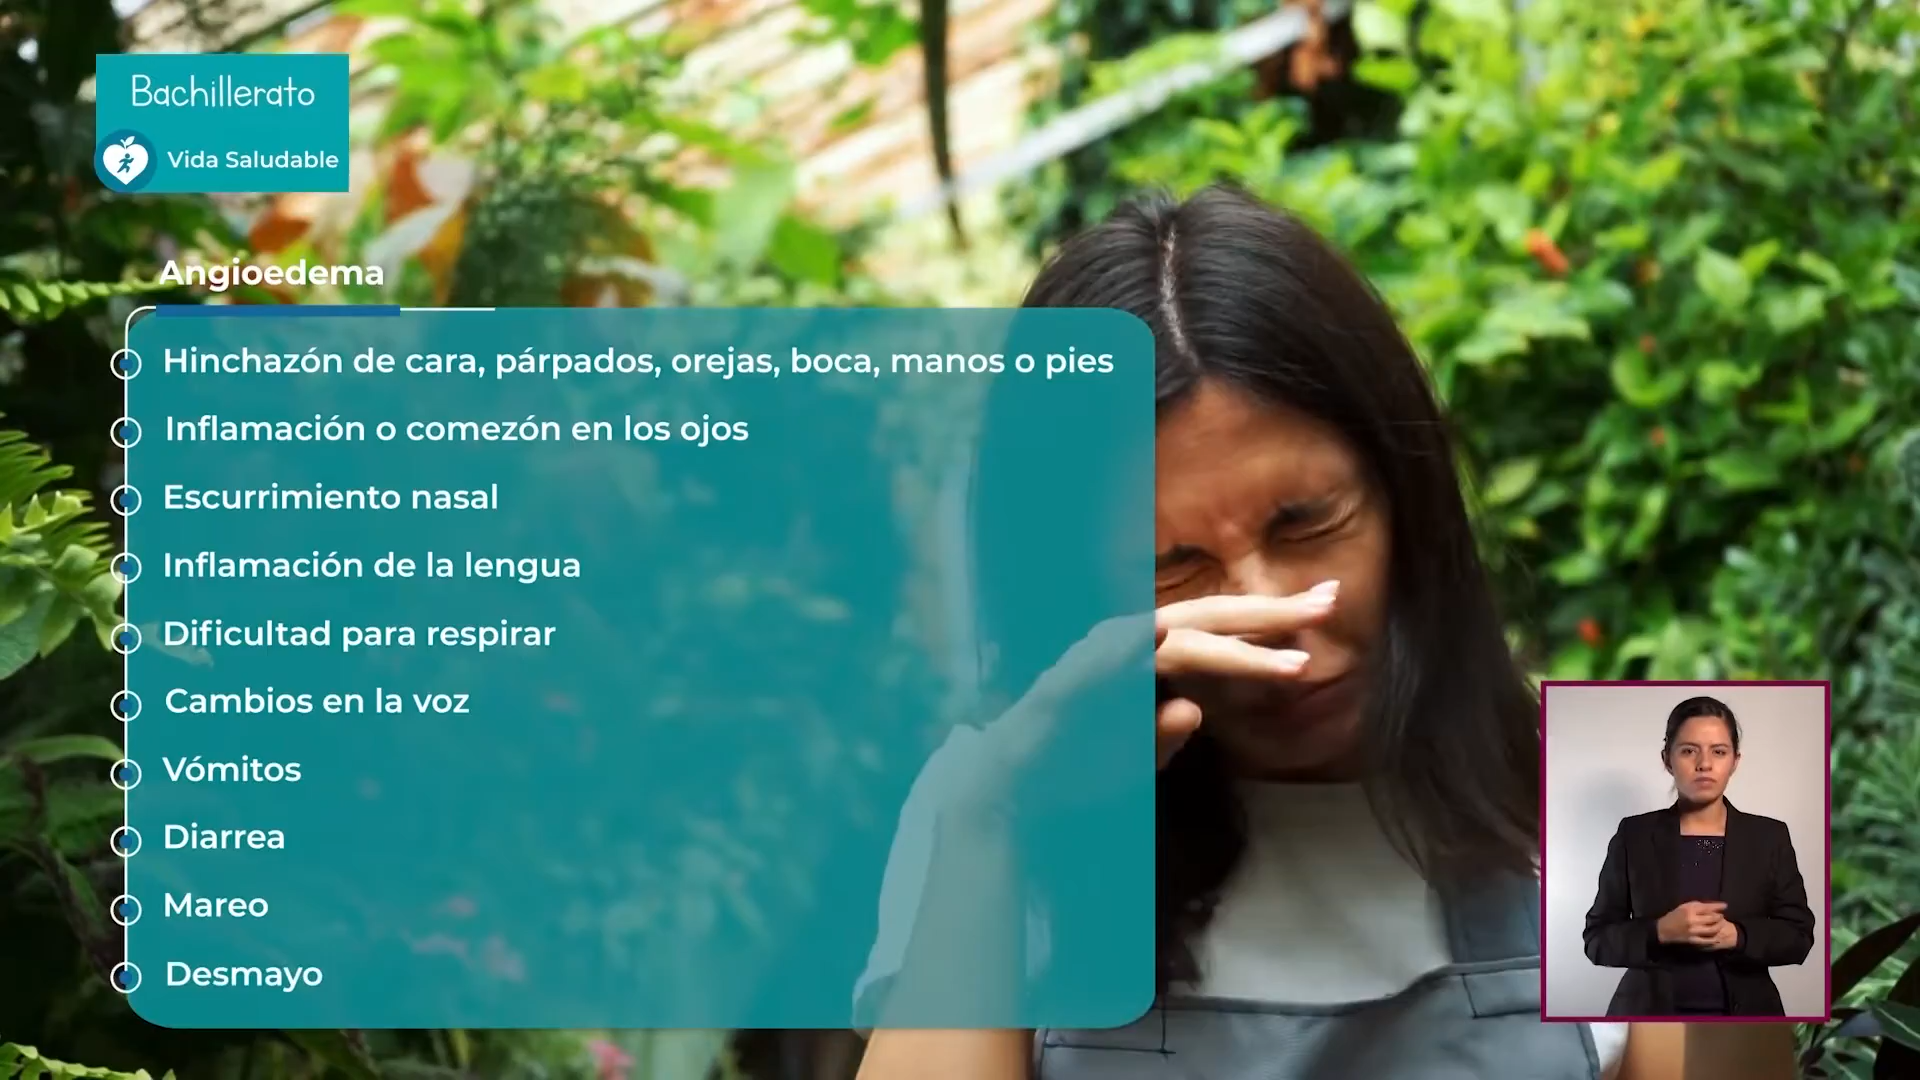 Bachillerato
Vida Saludable
Angioedema
Hinchazón de cara, párpados, orejas, boca, manos o pies
Inflamación o comezón en los ojos
Escurrimiento nasal
Inflamación de la lengua
Dificultad para respirar
Cambios en la voz
Vómitos
Diarrea
Mareo
Desmayo